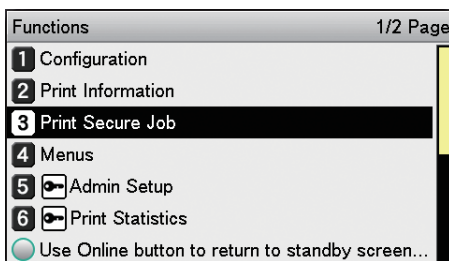 Functions 1/2 Page
1 Configuration
2 Print Information
3 Print Secure Job
4 Menus
5 Admin Setup
6 Print Statistics
Use Online button to return to standby screen...